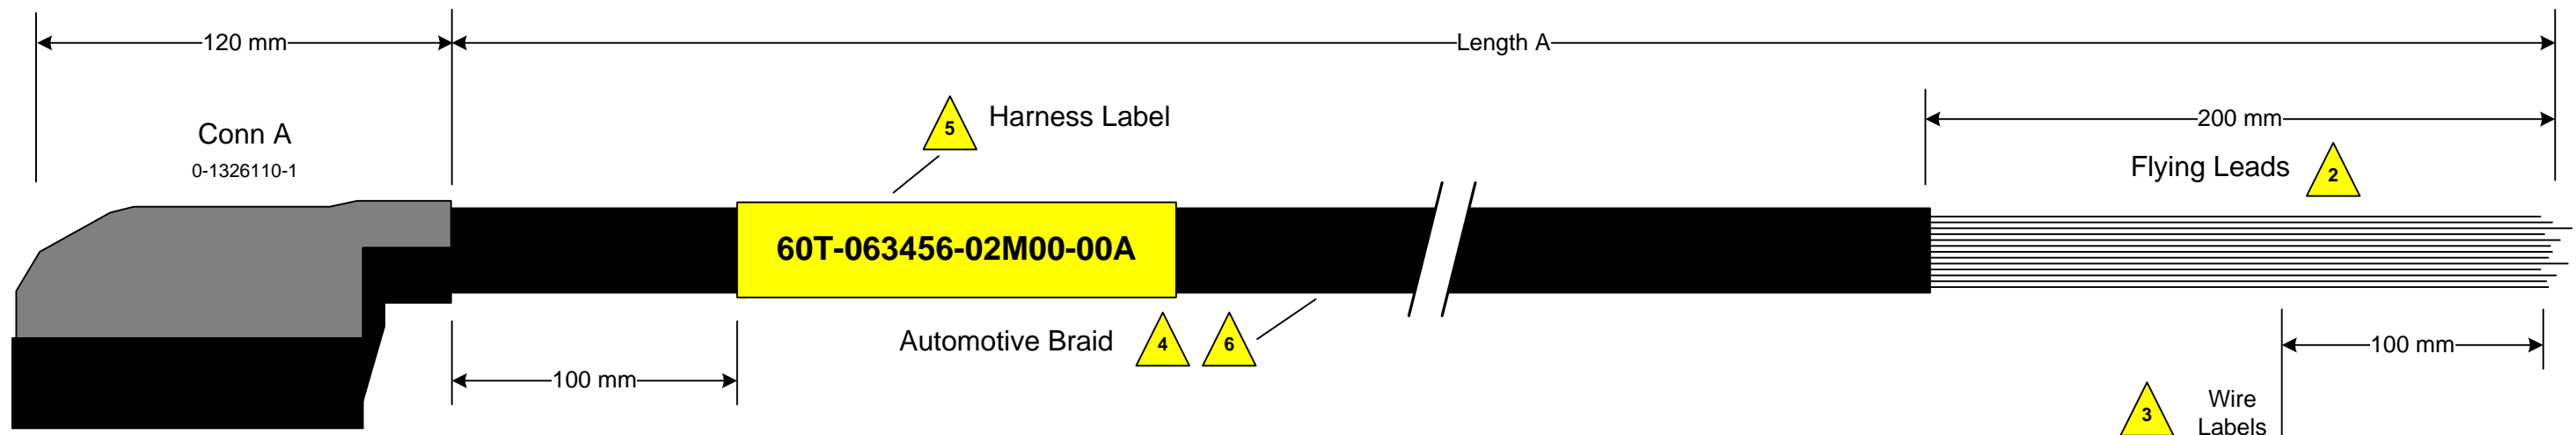 120 mm
Length A
Conn A
0-1326110-1
5
Harness Label
200 mm
Flying Leads
2
60T-063456-02M00-00A
Automotive Braid
4
6
100 mm
100 mm
3
Wire
Labels